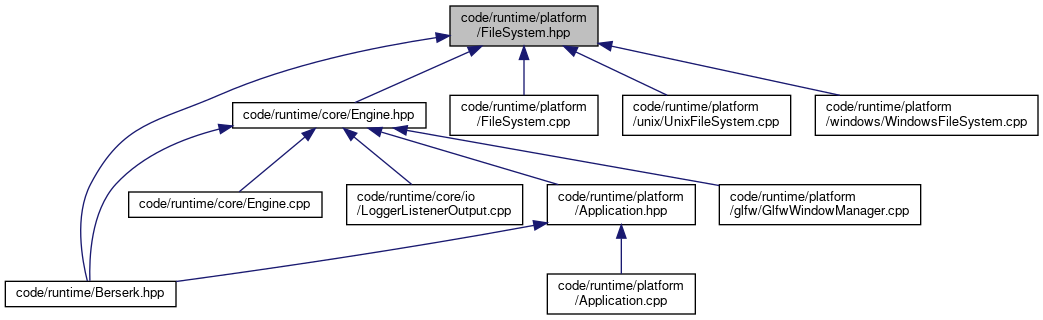 code/runtime/platform
/FileSystem.hpp
code/runtime/core/Engine.hpp
code/runtime/platform
/FileSystem.cpp
code/runtime/platform
/unix/UnixFileSystem.cpp
code/runtime/platform
/windows/WindowsFileSystem.cpp
code/runtime/core/Engine.cpp
code/runtime/core/io
/LoggerListenerOutput.cpp
code/runtime/platform
/Application.hpp
code/runtime/platform
/glfw/GlfwWindowManager.cpp
code/runtime/Berserk.hpp
code/runtime/platform
/Application.cpp